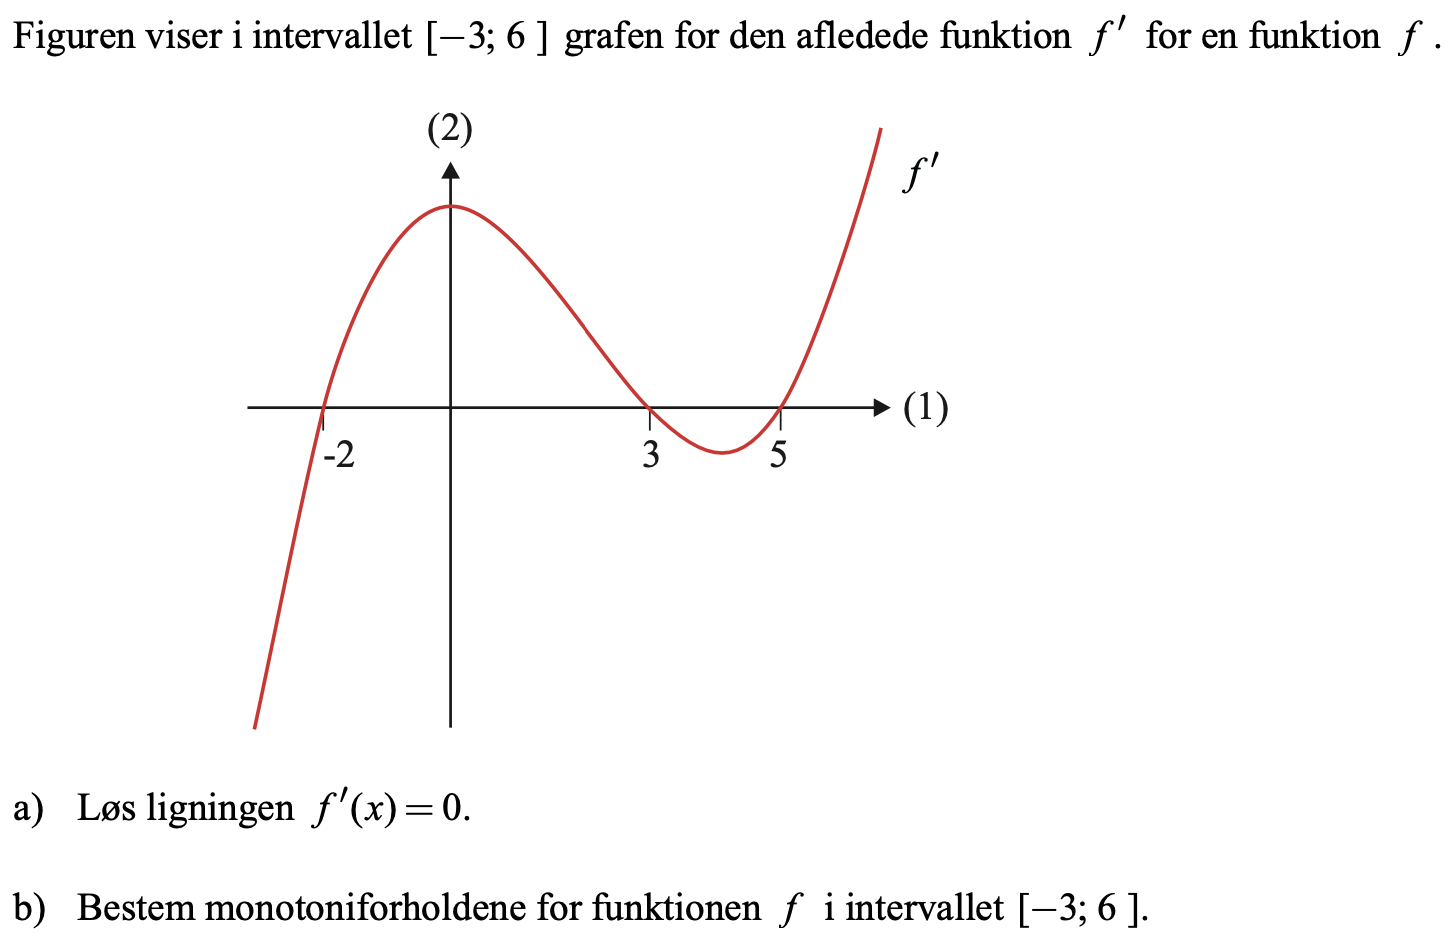 Figuren viser i intervallet [−3; 6 ] grafen for den afledede funktion f′ for en funktion f .
(2)
f′
(1)
-2
3
5
a) Løs ligningen f′(x) = 0.
b) Bestem monotoniforholdene for funktionen f i intervallet [−3; 6 ].